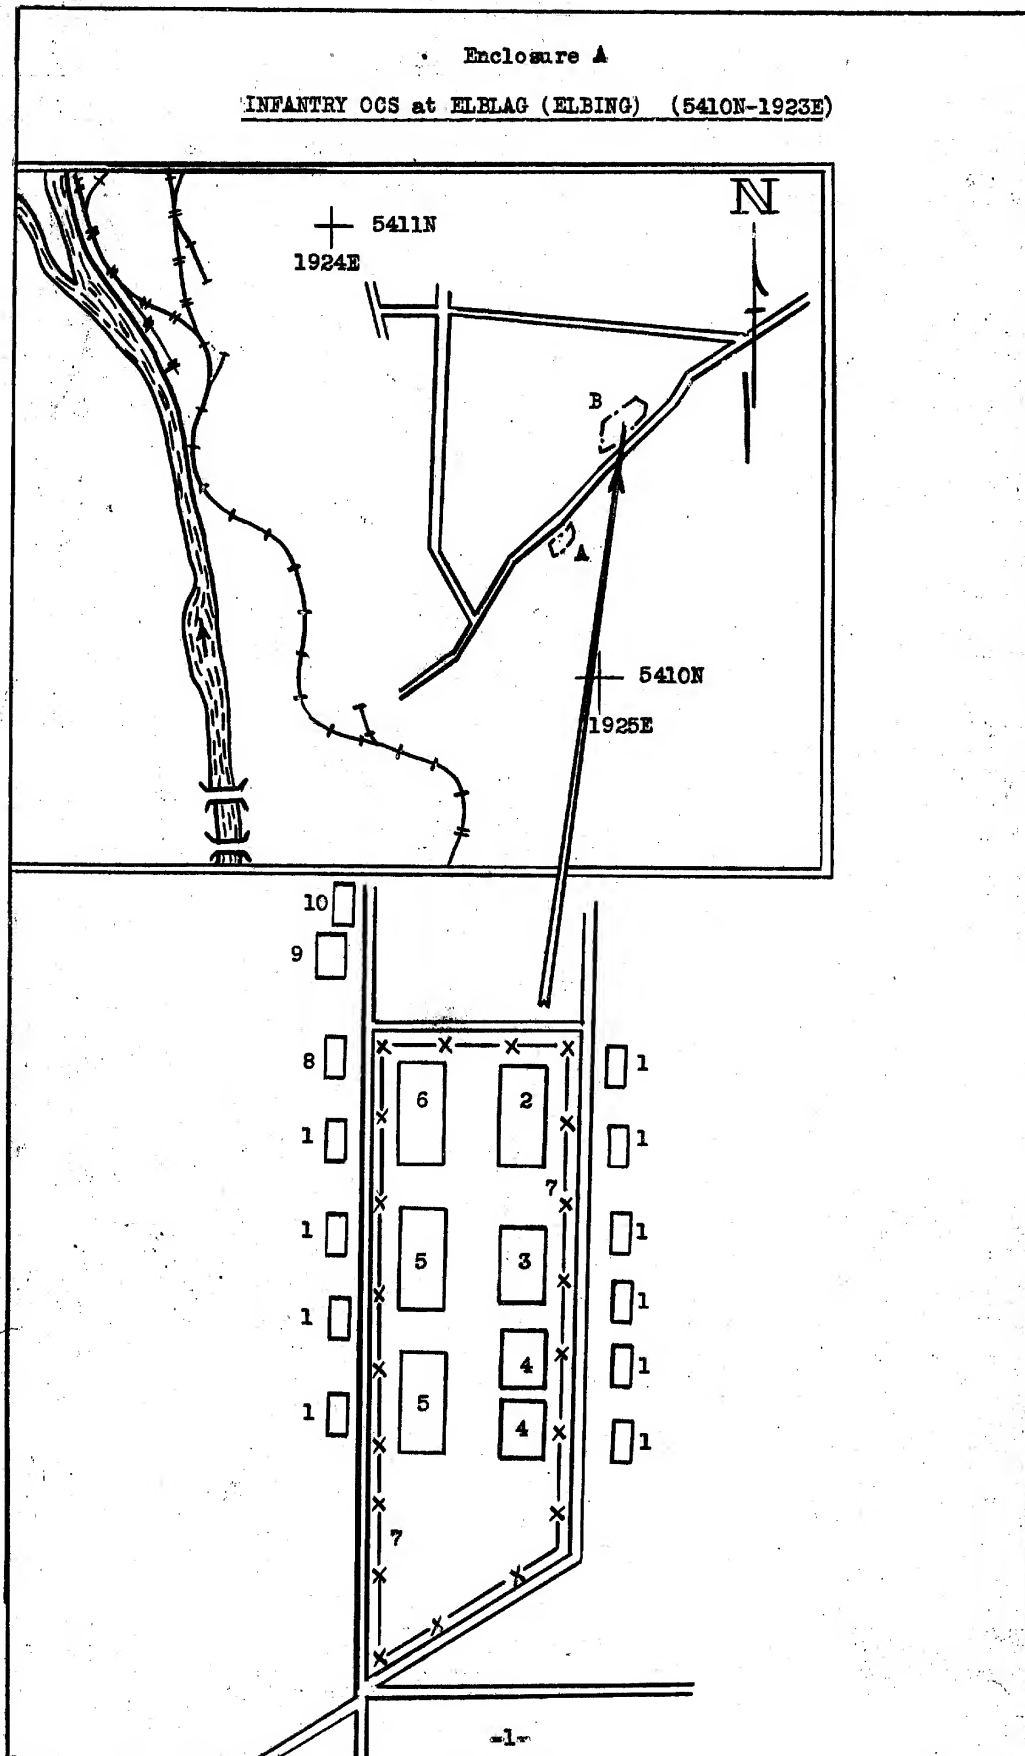 Enclosure A
INFANTRY OCS at ELBLAG (ELBING) (5410N-1923E)
N
5411N
1924E
B
A
5410N
1925E
10
9
8 1
6 2
1 1
7
1 1
5 3
1 1
4 1
5
1 4 1
7
-1-